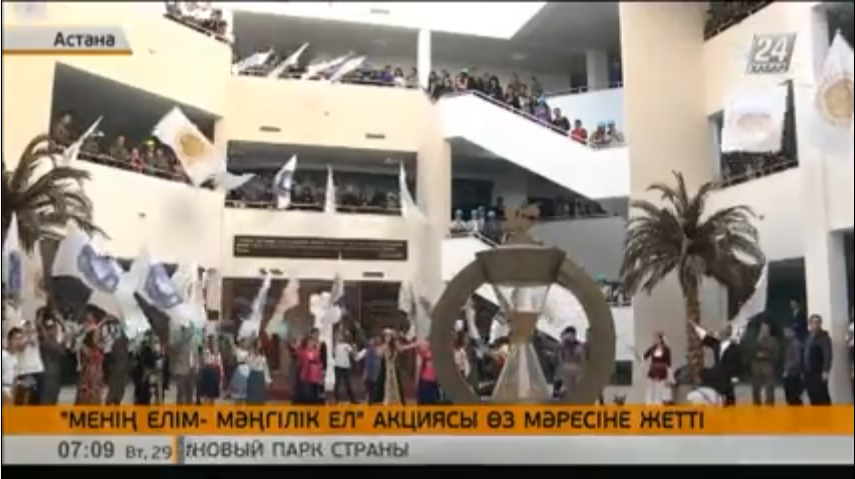 Астана
24
"МЕНІҢ ЕЛІМ- МӘҢГІЛІК ЕЛ" АКЦИЯСЫ ӨЗ МӘРЕСІНЕ ЖЕТТІ
07:09 Вт, 29 НОВЫЙ ПАРК СТРАНЫ